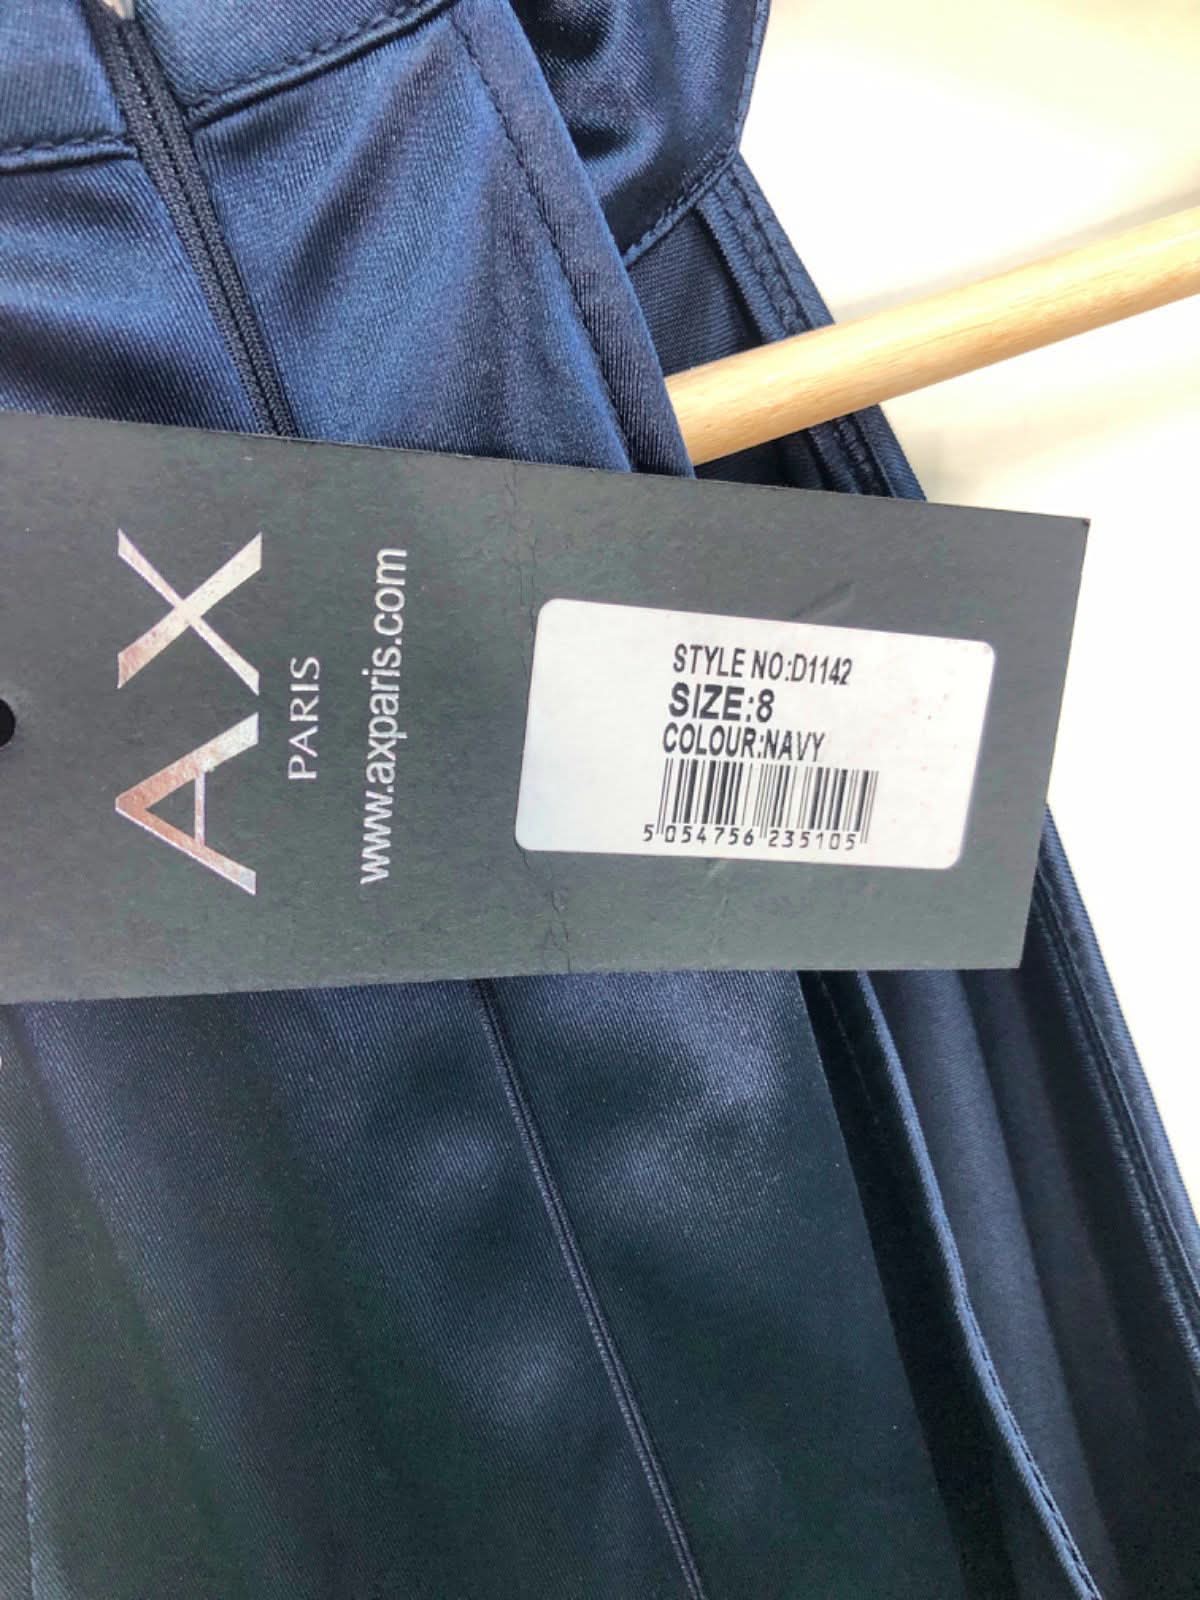 AX
PARIS
www.axparis.com
STYLE NO:D1142
SIZE:8
COLOUR:NAVY
5 054756 235105